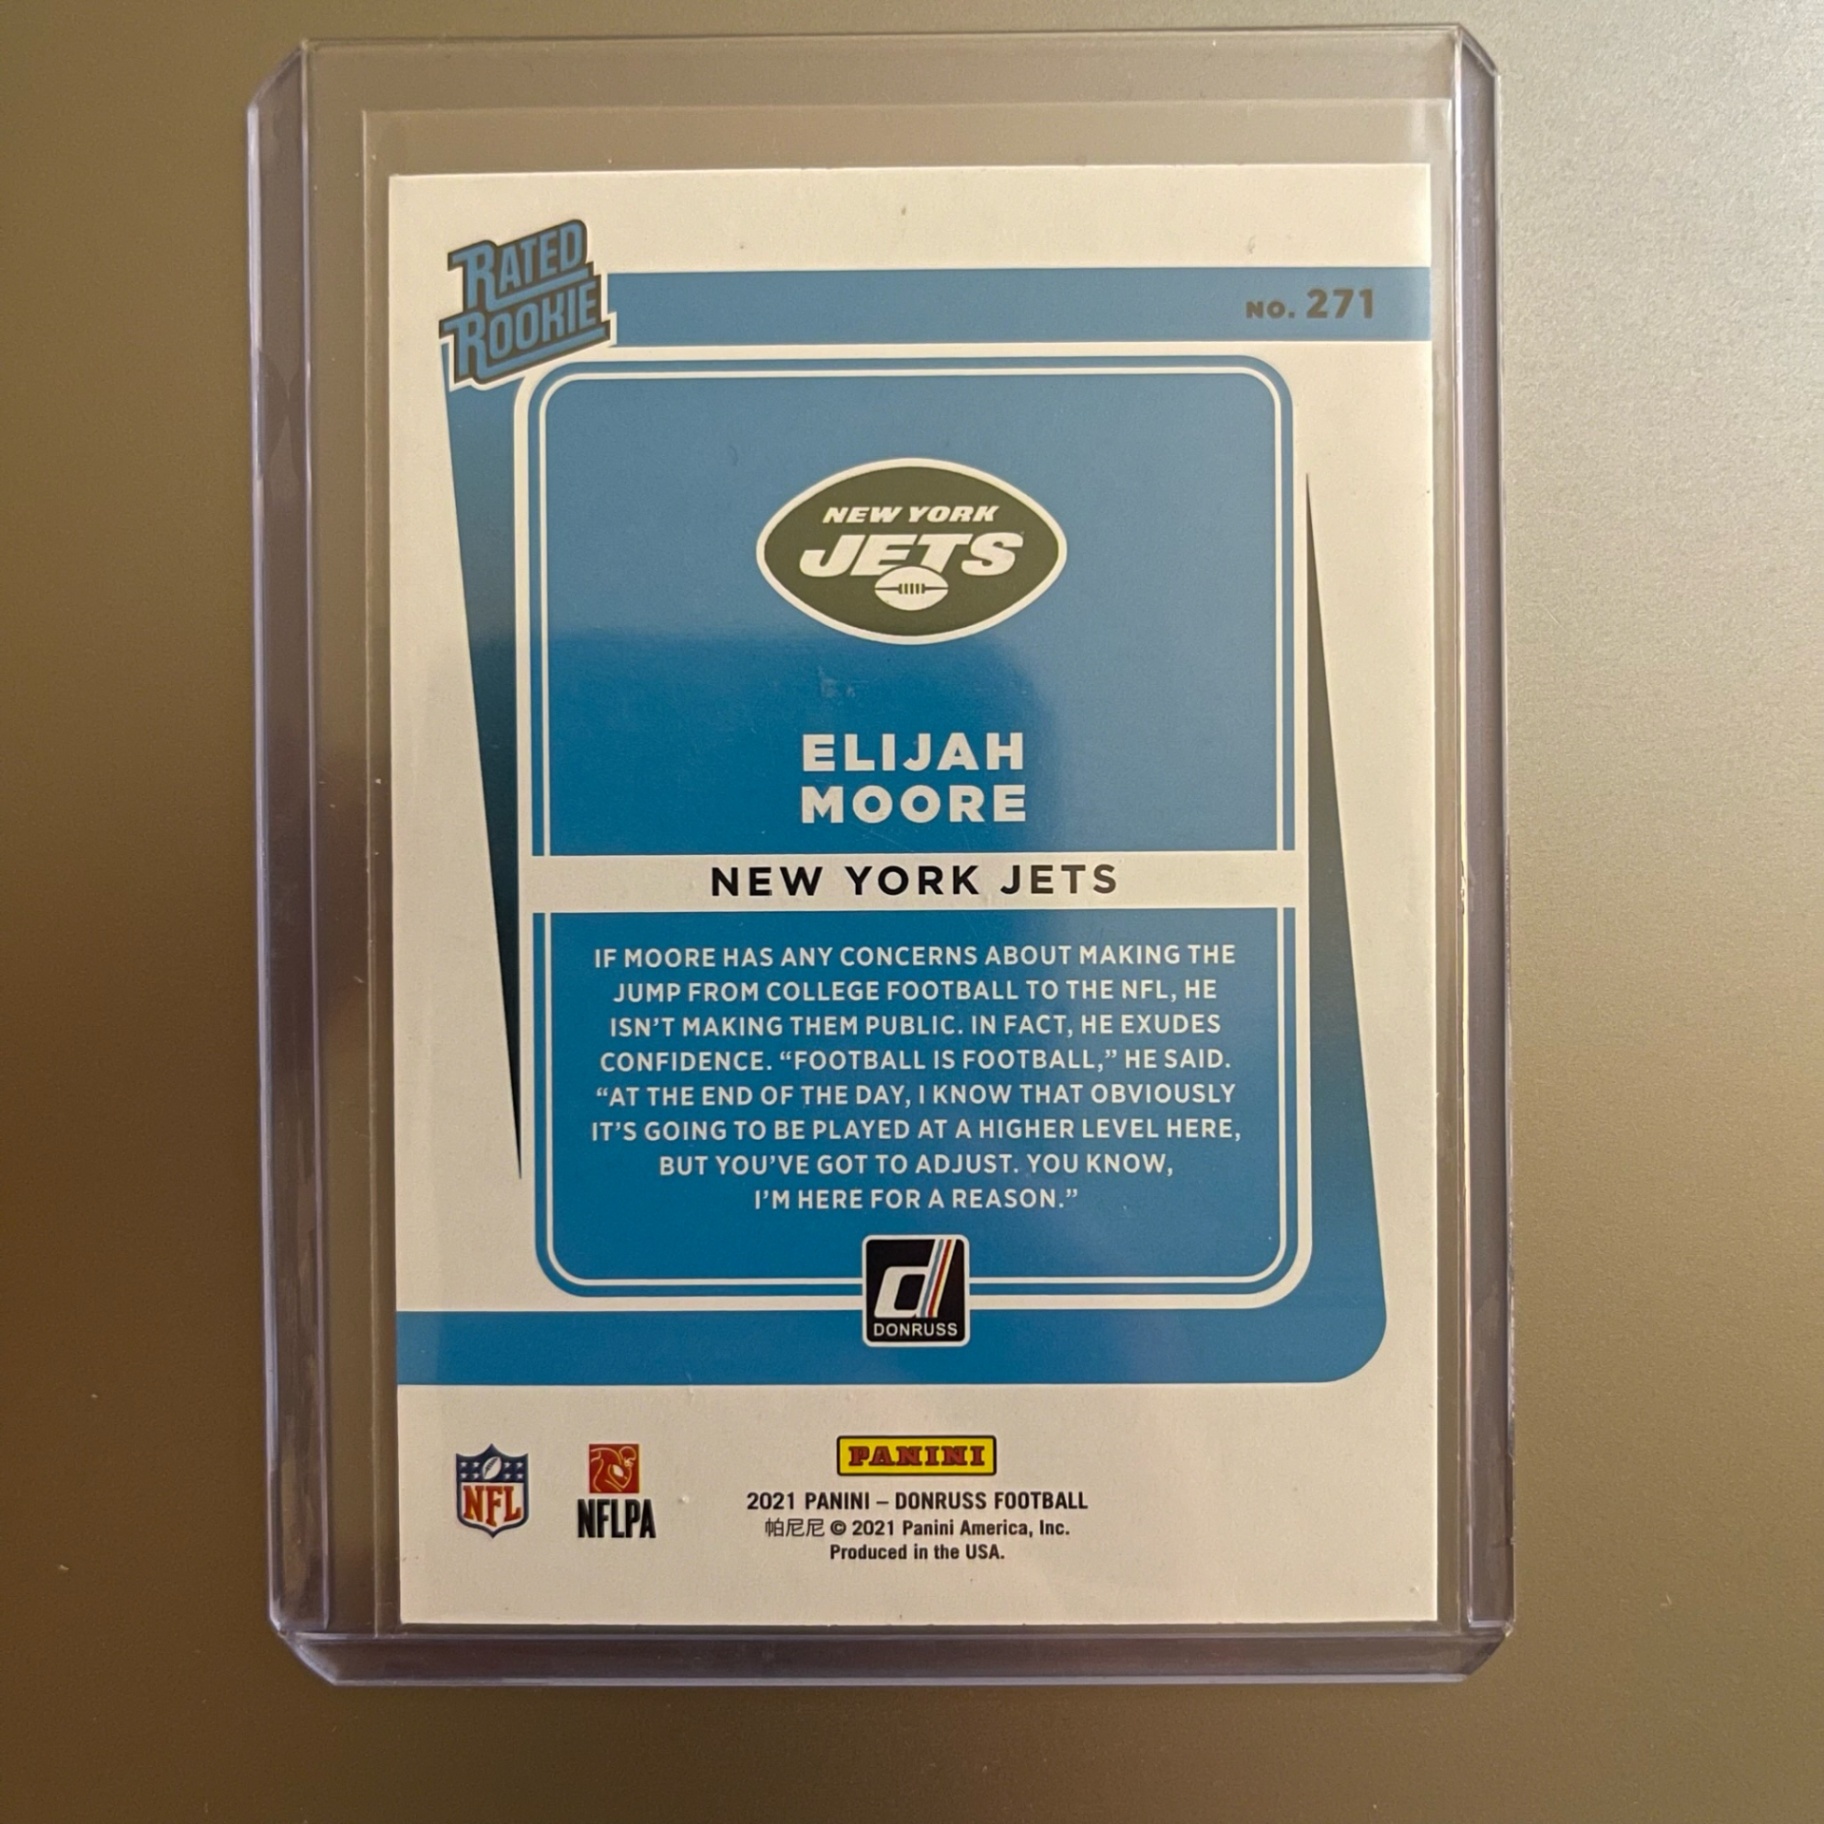 RATED
ROOKIE
NO. 271
NEW YORK
JETS
ELIJAH
MOORE
NEW YORK JETS
IF MOORE HAS ANY CONCERNS ABOUT MAKING THE
JUMP FROM COLLEGE FOOTBALL TO THE NFL, HE
ISN'T MAKING THEM PUBLIC. IN FACT, HE EXUDES
CONFIDENCE. “FOOTBALL IS FOOTBALL,” HE SAID.
“AT THE END OF THE DAY, I KNOW THAT OBVIOUSLY
IT'S GOING TO BE PLAYED AT A HIGHER LEVEL HERE,
BUT YOU'VE GOT TO ADJUST. YOU KNOW,
I'M HERE FOR A REASON.”
d
DONRUSS
NFL
NFLPA
PANINI
2021 PANINI – DONRUSS FOOTBALL
帕尼尼 © 2021 Panini America, Inc.
Produced in the USA.